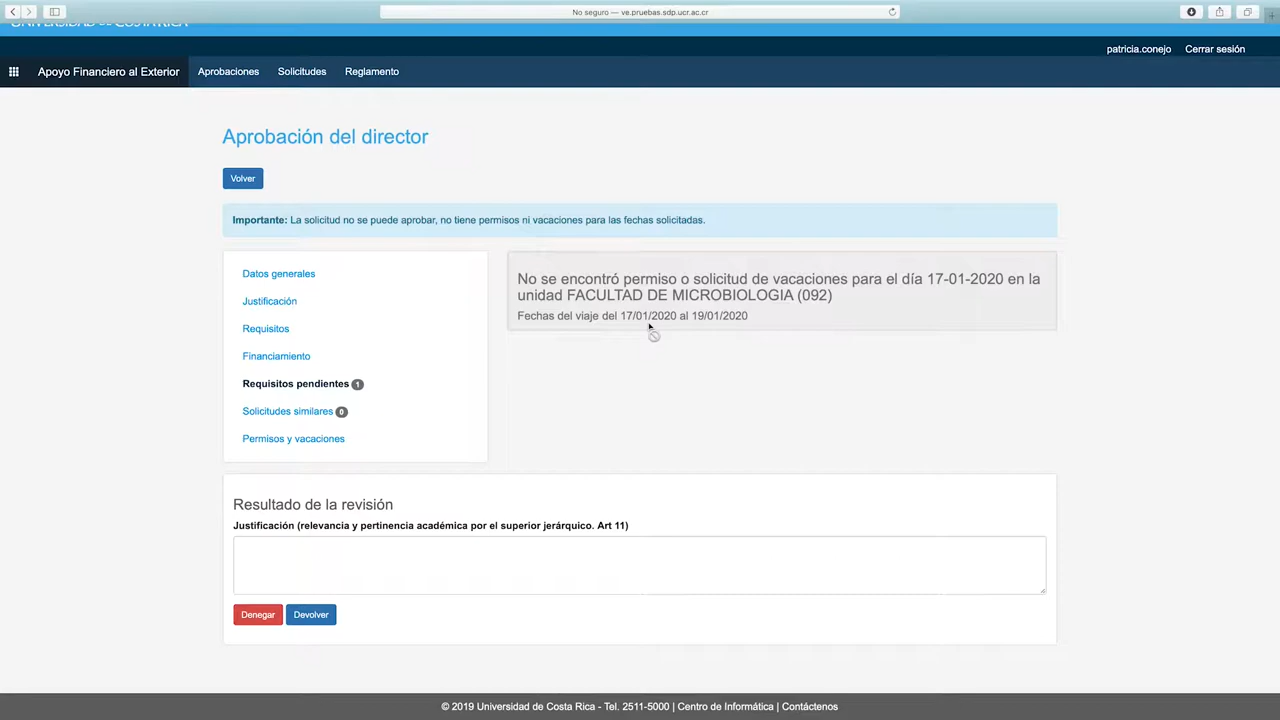 No seguro — ve.pruebas.sdp.ucr.ac.cr
UNIVERSIDAD DE COSTA RICA
patricia.conejo Cerrar sesión
Apoyo Financiero al Exterior Aprobaciones Solicitudes Reglamento
Aprobación del director
Volver
Importante: La solicitud no se puede aprobar, no tiene permisos ni vacaciones para las fechas solicitadas.
Datos generales
Justificación
Requisitos
Financiamiento
Requisitos pendientes 1
Solicitudes similares 0
Permisos y vacaciones
No se encontró permiso o solicitud de vacaciones para el día 17-01-2020 en la
unidad FACULTAD DE MICROBIOLOGIA (092)
Fechas del viaje del 17/01/2020 al 19/01/2020
Resultado de la revisión
Justificación (relevancia y pertinencia académica por el superior jerárquico. Art 11)
Denegar Devolver
© 2019 Universidad de Costa Rica - Tel. 2511-5000 | Centro de Informática | Contáctenos